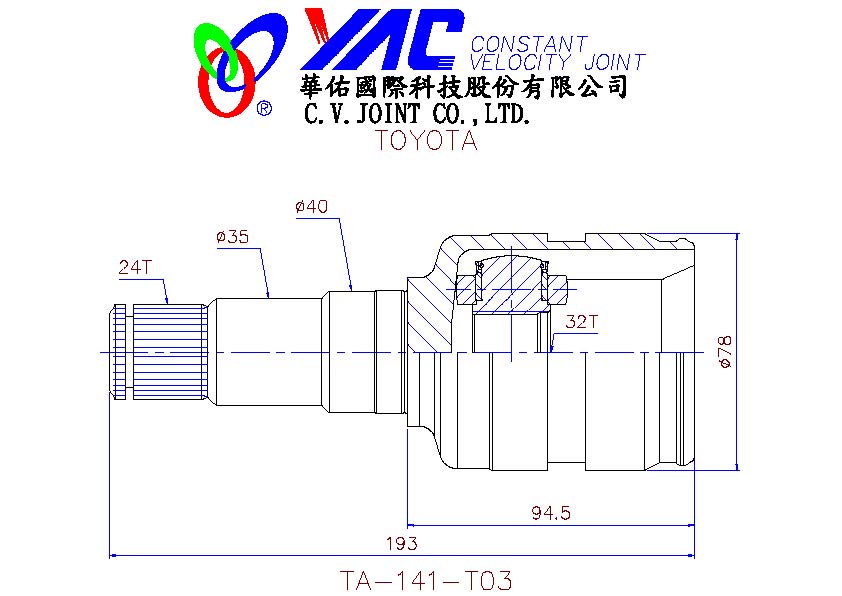 YAC CONSTANT
VELOCITY JOINT
華佑國際科技股份有限公司
®
C.V.JOINT CO.,LTD.
TOYOTA
ø40
ø35
24T
32T
ø78
94.5
193
TA-141-T03